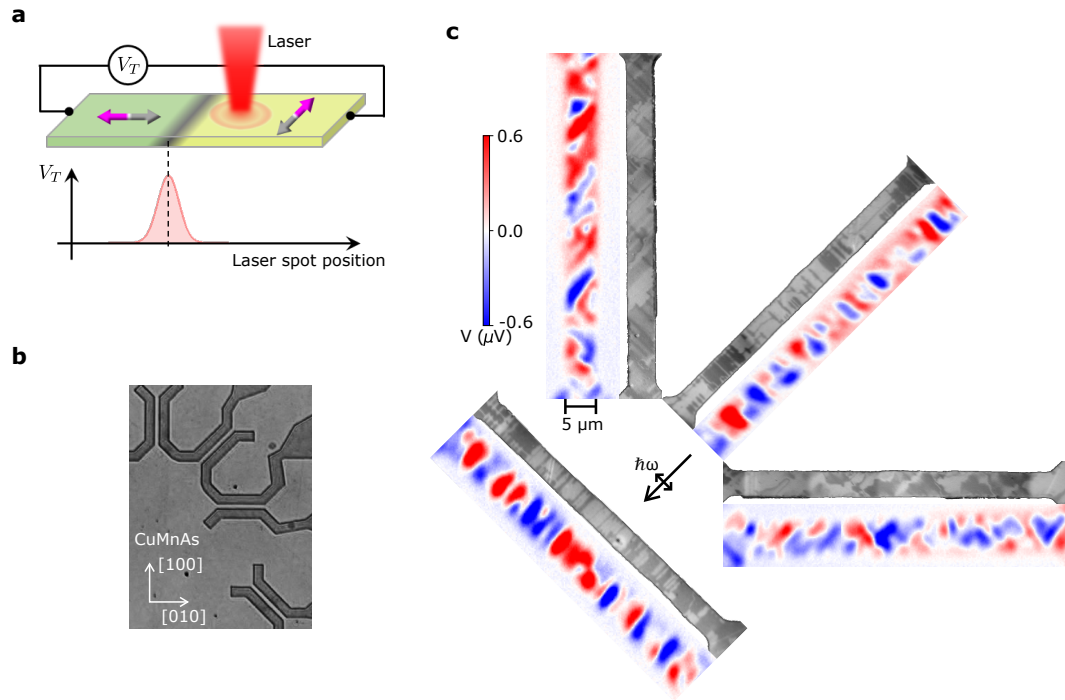 a
Laser
V_T
V_T
Laser spot position
b
CuMnAs
[100]
[010]
c
0.6
0.0
-0.6
V (μV)
5 μm
ħω